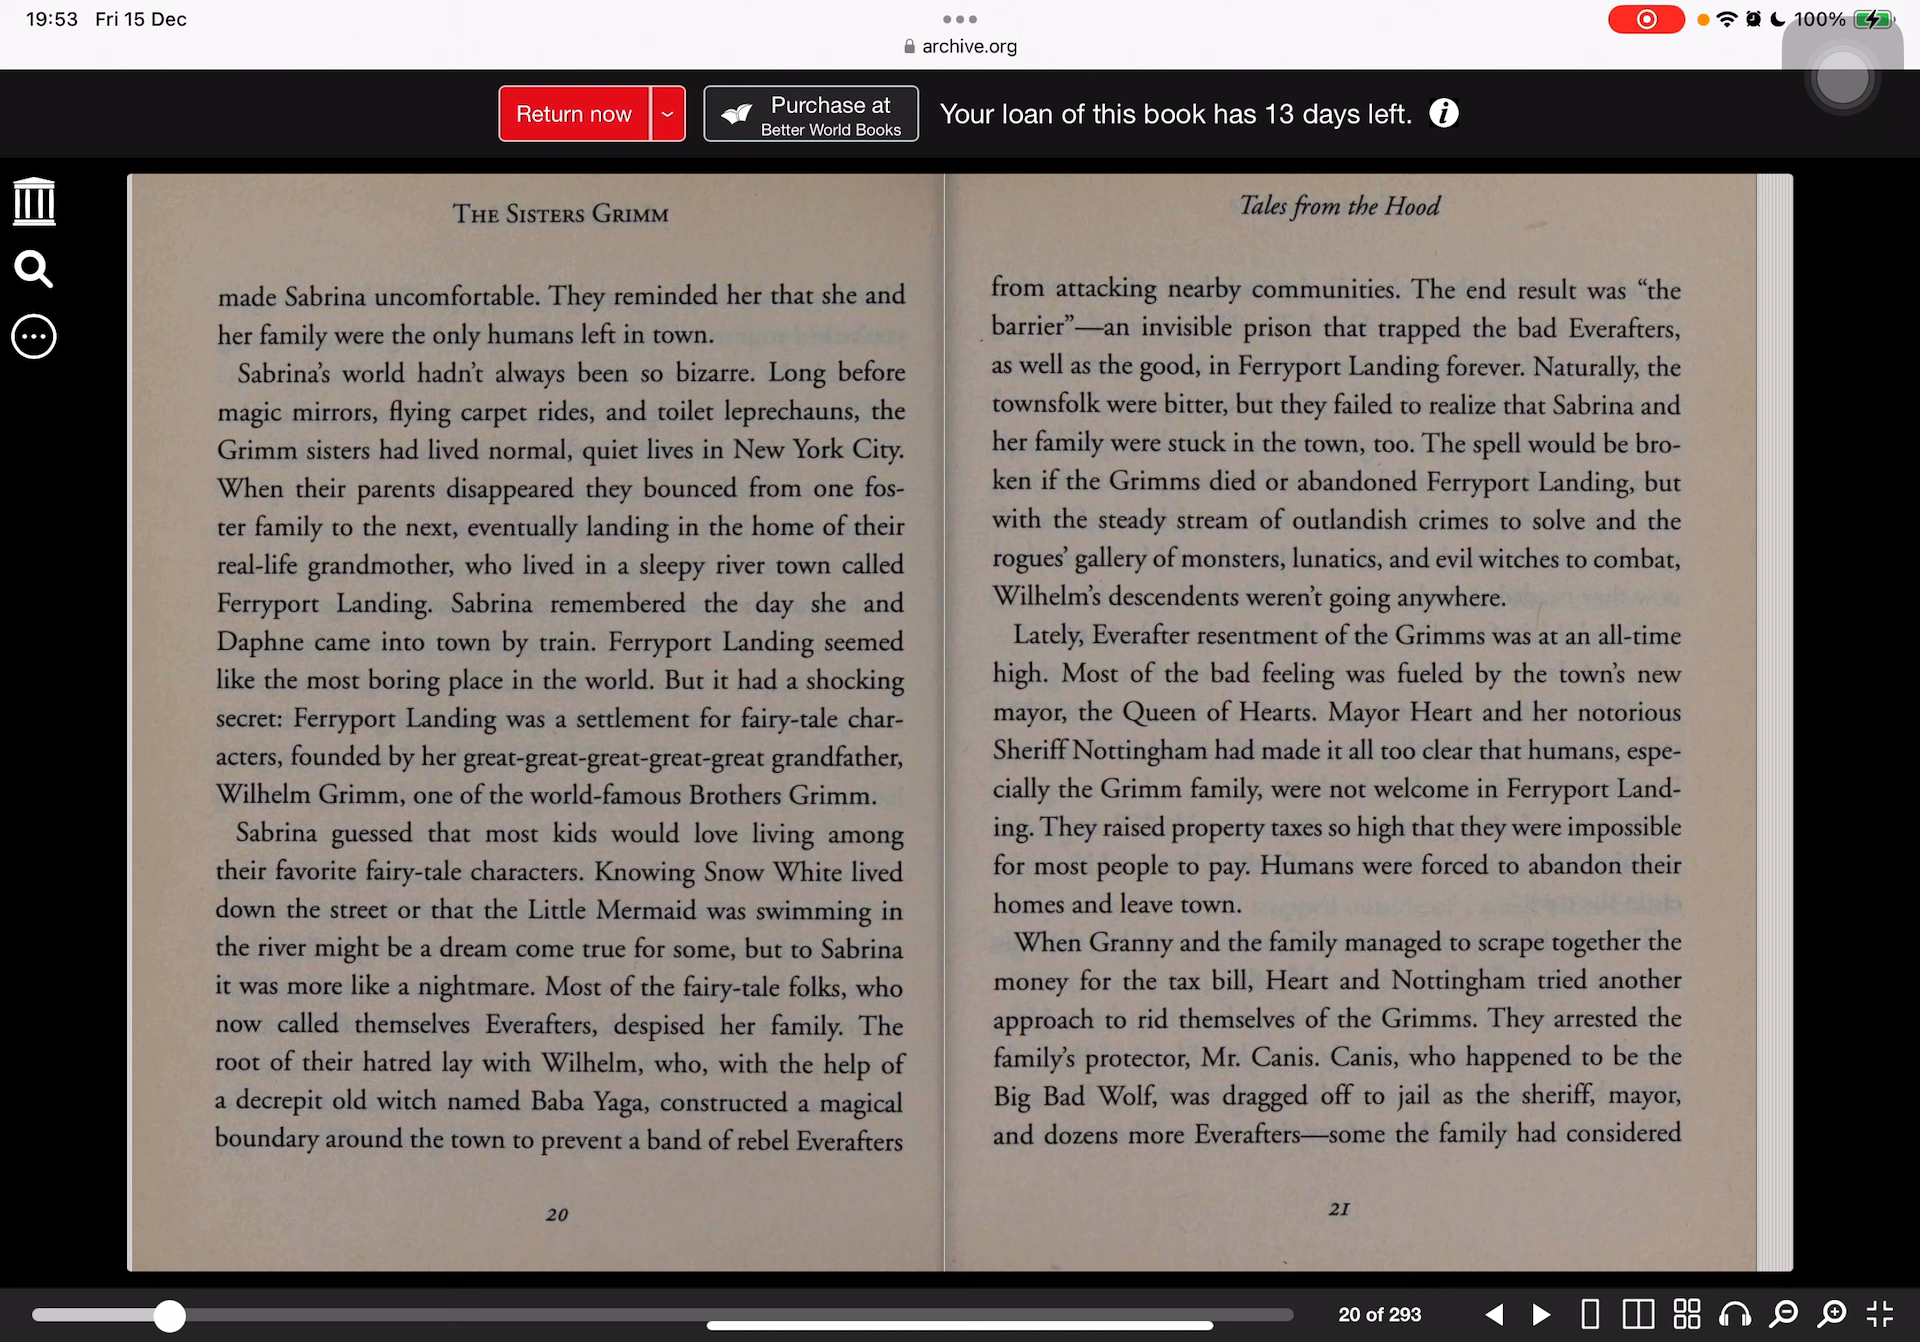 19:53 Fri 15 Dec
100%
archive.org
Return now
Purchase at
Better World Books
Your loan of this book has 13 days left.
THE SISTERS GRIMM
made Sabrina uncomfortable. They reminded her that she and
her family were the only humans left in town.
Sabrina's world hadn't always been so bizarre. Long before
magic mirrors, flying carpet rides, and toilet leprechauns, the
Grimm sisters had lived normal, quiet lives in New York City.
When their parents disappeared they bounced from one fos-
ter family to the next, eventually landing in the home of their
real-life grandmother, who lived in a sleepy river town called
Ferryport Landing. Sabrina remembered the day she and
Daphne came into town by train. Ferryport Landing seemed
like the most boring place in the world. But it had a shocking
secret: Ferryport Landing was a settlement for fairy-tale char-
acters, founded by her great-great-great-great-great grandfather,
Wilhelm Grimm, one of the world-famous Brothers Grimm.
Sabrina guessed that most kids would love living among
their favorite fairy-tale characters. Knowing Snow White lived
down the street or that the Little Mermaid was swimming in
the river might be a dream come true for some, but to Sabrina
it was more like a nightmare. Most of the fairy-tale folks, who
now called themselves Everafters, despised her family. The
root of their hatred lay with Wilhelm, who, with the help of
a decrepit old witch named Baba Yaga, constructed a magical
boundary around the town to prevent a band of rebel Everafters
20
Tales from the Hood
from attacking nearby communities. The end result was “the
barrier”—an invisible prison that trapped the bad Everafters,
as well as the good, in Ferryport Landing forever. Naturally, the
townsfolk were bitter, but they failed to realize that Sabrina and
her family were stuck in the town, too. The spell would be bro-
ken if the Grimms died or abandoned Ferryport Landing, but
with the steady stream of outlandish crimes to solve and the
rogues' gallery of monsters, lunatics, and evil witches to combat,
Wilhelm's descendents weren't going anywhere.
Lately, Everafter resentment of the Grimms was at an all-time
high. Most of the bad feeling was fueled by the town's new
mayor, the Queen of Hearts. Mayor Heart and her notorious
Sheriff Nottingham had made it all too clear that humans, espe-
cially the Grimm family, were not welcome in Ferryport Land-
ing. They raised property taxes so high that they were impossible
for most people to pay. Humans were forced to abandon their
homes and leave town.
When Granny and the family managed to scrape together the
money for the tax bill, Heart and Nottingham tried another
approach to rid themselves of the Grimms. They arrested the
family's protector, Mr. Canis. Canis, who happened to be the
Big Bad Wolf, was dragged off to jail as the sheriff, mayor,
and dozens more Everafters—some the family had considered
21
20 of 293